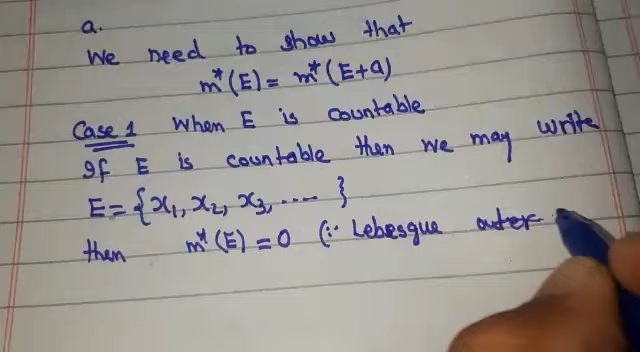 a.
We need to show that
m*(E) = m*(E+a)
Case 1 When E is countable
If E is countable then we may write
E = {x₁, x₂, x₃, .... }
then m*(E) = 0 (∵ Lebesgue outer